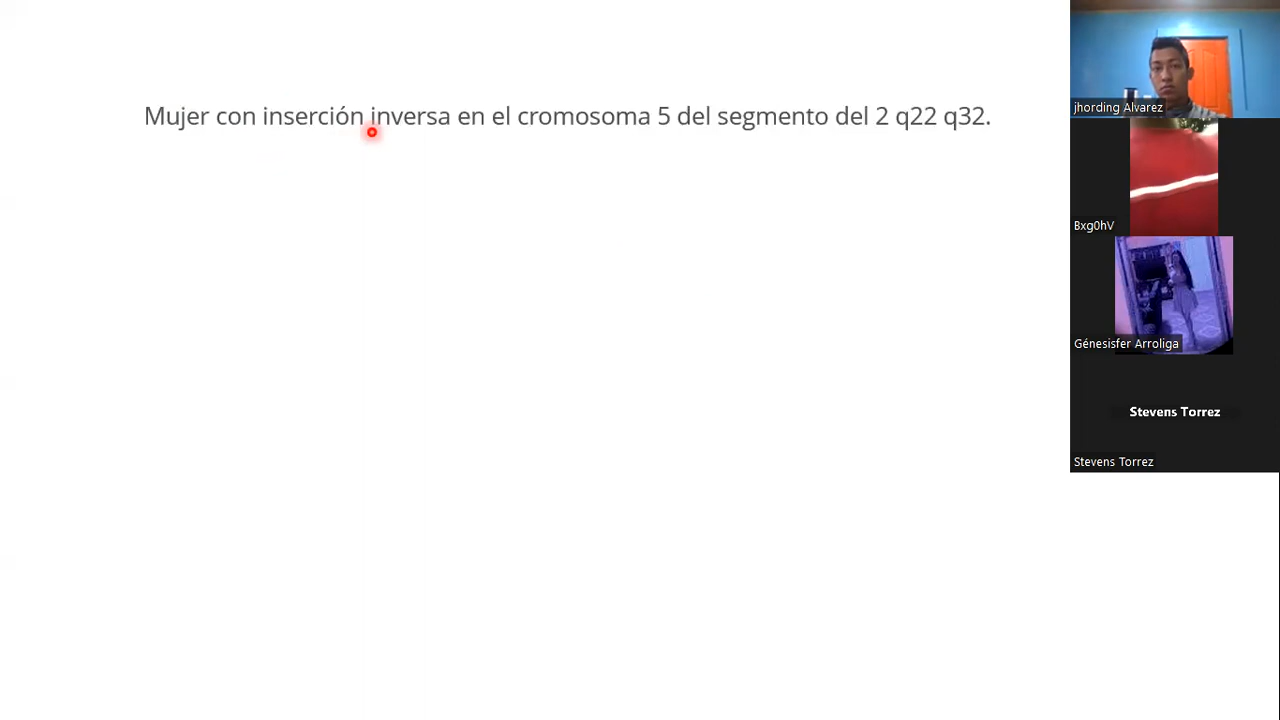 Mujer con inserción inversa en el cromosoma 5 del segmento del 2 q22 q32.
jhording Alvarez
Bxg0hV
Génesisfer Arroliga
Stevens Torrez
Stevens Torrez